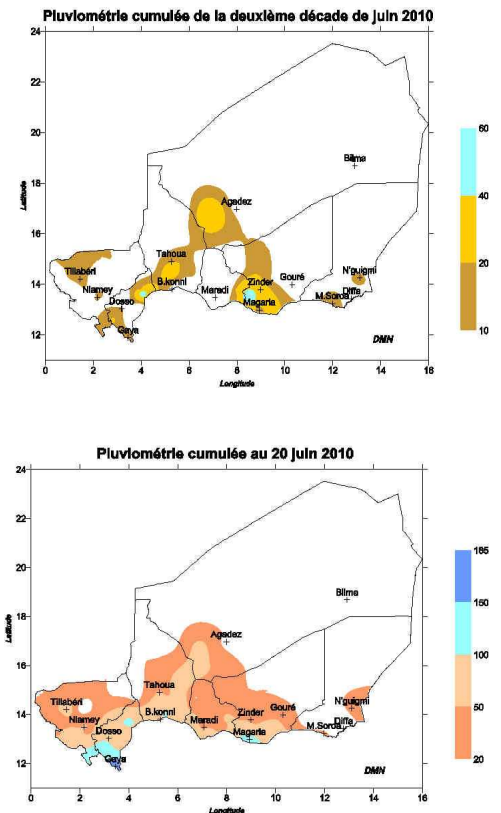 Pluviométrie cumulée de la deuxième décade de juin 2010
24
22
20
18
16
14
12
Latitude
Bilma
Agadez
Tahoua
Tillabéri
Niamey
Dosso
B.konni
Maradi
Zinder
Gouré
Magaria
N'guigmi
Diffa
M.Soroa
Gaya
DMN
0 2 4 6 8 10 12 14 16
Longitude
60
40
20
10
Pluviométrie cumulée au 20 juin 2010
24
22
20
18
16
14
12
10
Latitude
Bilma
Agadez
Tahoua
Tillabéri
Niamey
Dosso
B.konni
Maradi
Zinder
Gouré
Magaria
N'guigmi
Diffa
M.Soroa
Gaya
DMN
0 2 4 6 8 10 12 14 16
Longitude
185
150
100
50
20